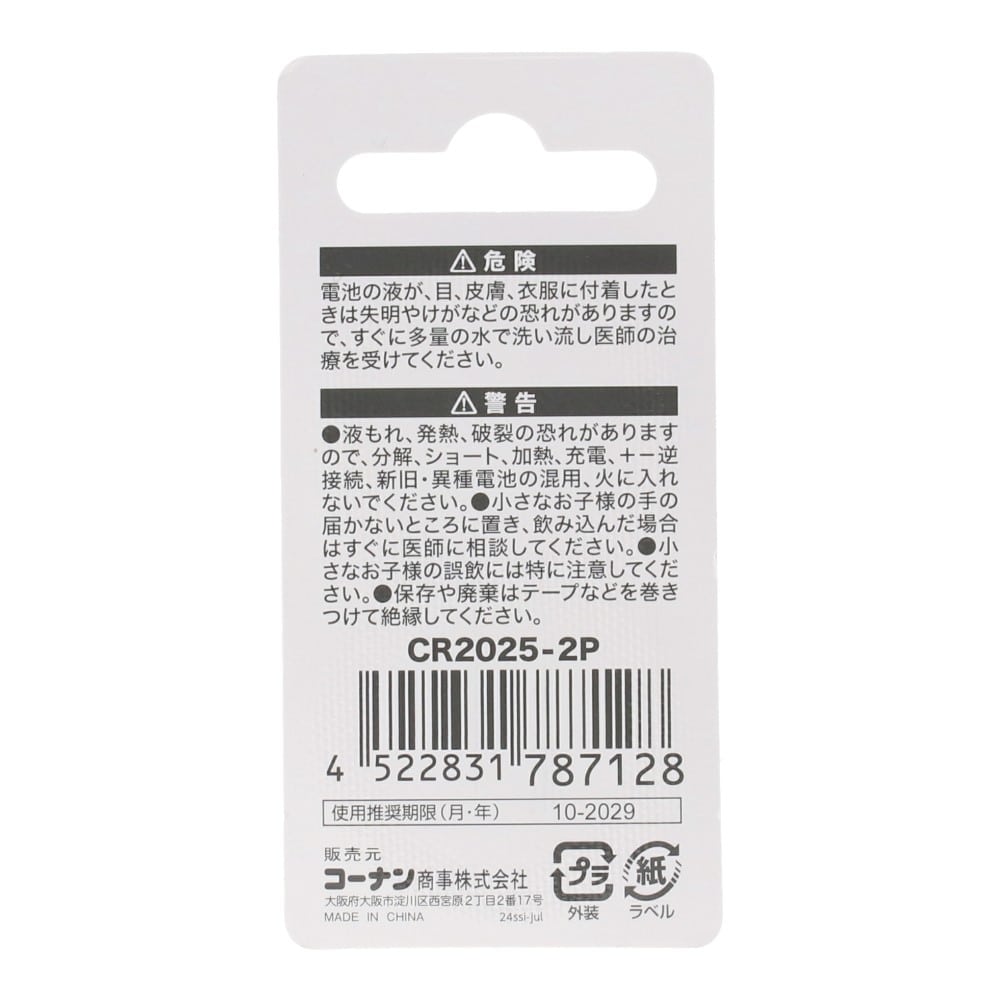 ⚠危険
電池の液が、目、皮膚、衣服に付着したと
きは失明やけがなどの恐れがありますの
で、すぐに多量の水で洗い流し医師の治
療を受けてください。
⚠警告
●液もれ、発熱、破裂の恐れがあります
ので、分解、ショート、加熱、充電、+−逆
接続、新旧・異種電池の混用、火に入れ
ないでください。●小さなお子様の手の
届かないところに置き、飲み込んだ場合
はすぐに医師に相談してください。●小
さなお子様の誤飲には特に注意してくだ
さい。●保存や廃棄はテープなどを巻き
つけて絶縁してください。
CR2025-2P
4 522831 787128
使用推奨期限(月・年) 10-2029
販売元
コーナン商事株式会社
大阪府大阪市淀川区西宮原2丁目2番17号
MADE IN CHINA 24ssi-jul
プラ 外装
紙 ラベル